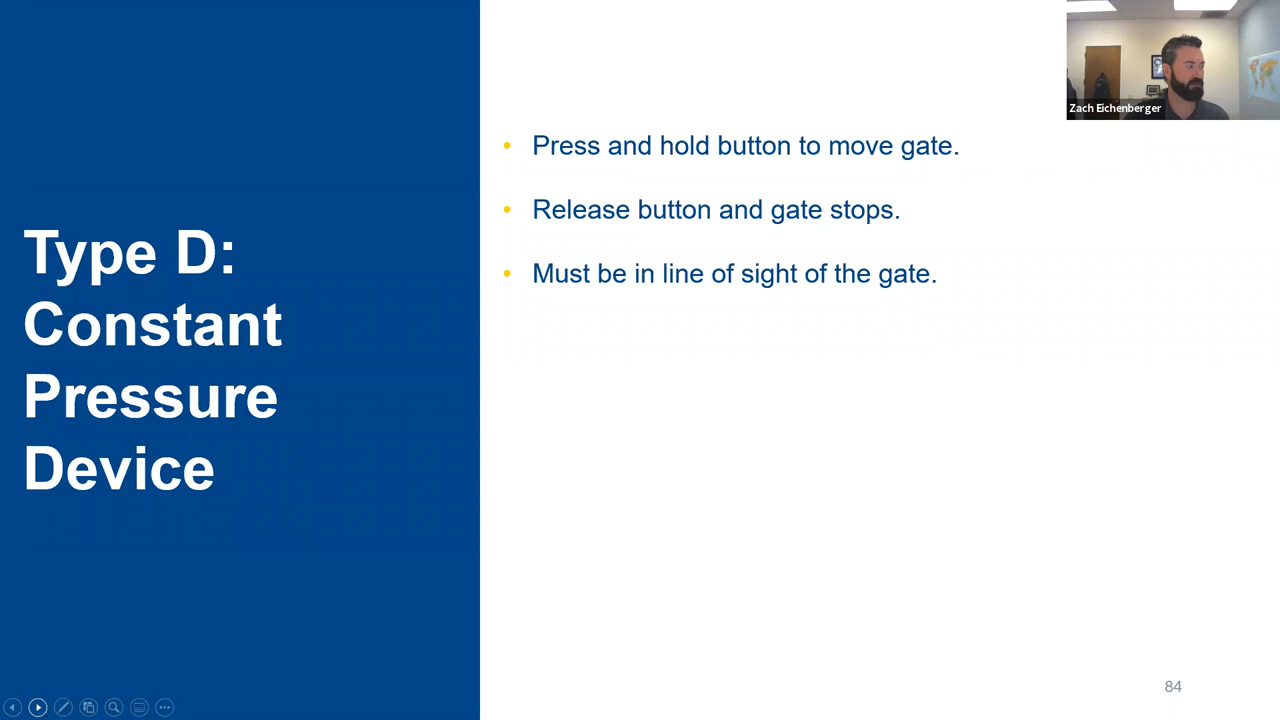 Type D:
Constant
Pressure
Device
• Press and hold button to move gate.
• Release button and gate stops.
• Must be in line of sight of the gate.
Zach Eichenberger
84